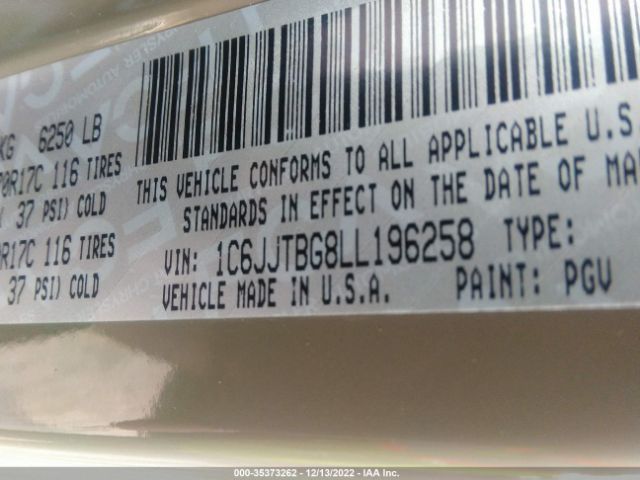 KG 6250 LB
70R17C 116 TIRES
37 PSI) COLD
R17C 116 TIRES
37 PSI) COLD
THIS VEHICLE CONFORMS TO ALL APPLICABLE U.S
STANDARDS IN EFFECT ON THE DATE OF MA
VIN: 1C6JJTBG8LL196258 TYPE:
VEHICLE MADE IN U.S.A. PAINT: PGV
000-35373262 - 12/13/2022 - IAA Inc.